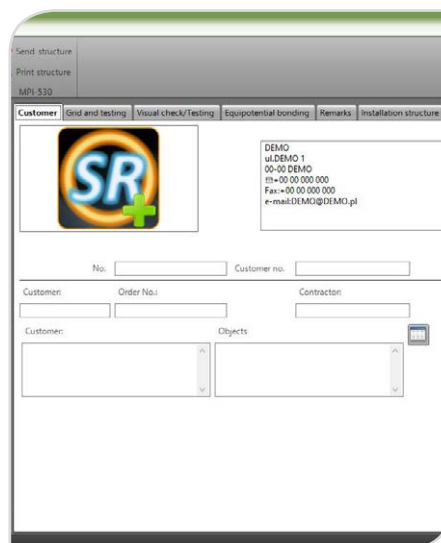 Send structure
Print structure
MPI-530
Customer Grid and testing Visual check/Testing Equipotential bonding Remarks Installation structure
SR
DEMO
ul.DEMO 1
00-00 DEMO
☎+00 00 000 000
Fax:+00 00 000 000
e-mail:DEMO@DEMO.pl
No. Customer no.
Customer: Order No.: Contractor:
Customer: Objects